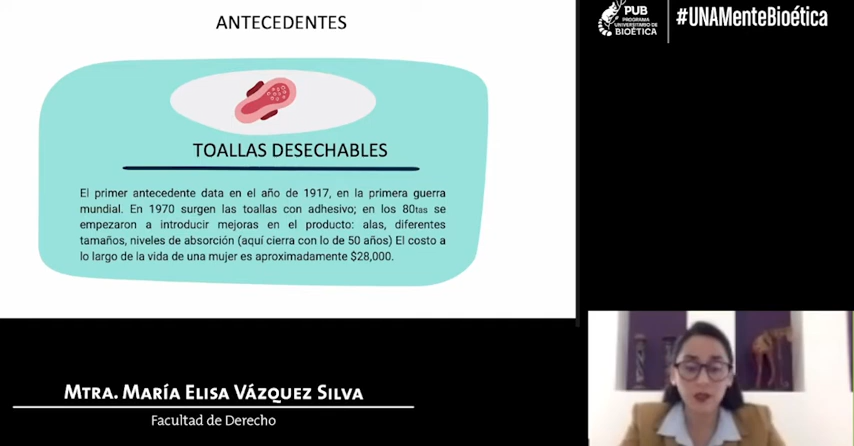 ANTECEDENTES
TOALLAS DESECHABLES
El primer antecedente data en el año de 1917, en la primera guerra
mundial. En 1970 surgen las toallas con adhesivo; en los 80tas se
empezaron a introducir mejoras en el producto: alas, diferentes
tamaños, niveles de absorción (aquí cierra con lo de 50 años) El costo a
lo largo de la vida de una mujer es aproximadamente $28,000.
PUB
PROGRAMA
UNIVERSITARIO DE
BIOÉTICA
#UNAMenteBioética
MTRA. MARÍA ELISA VÁZQUEZ SILVA
Facultad de Derecho